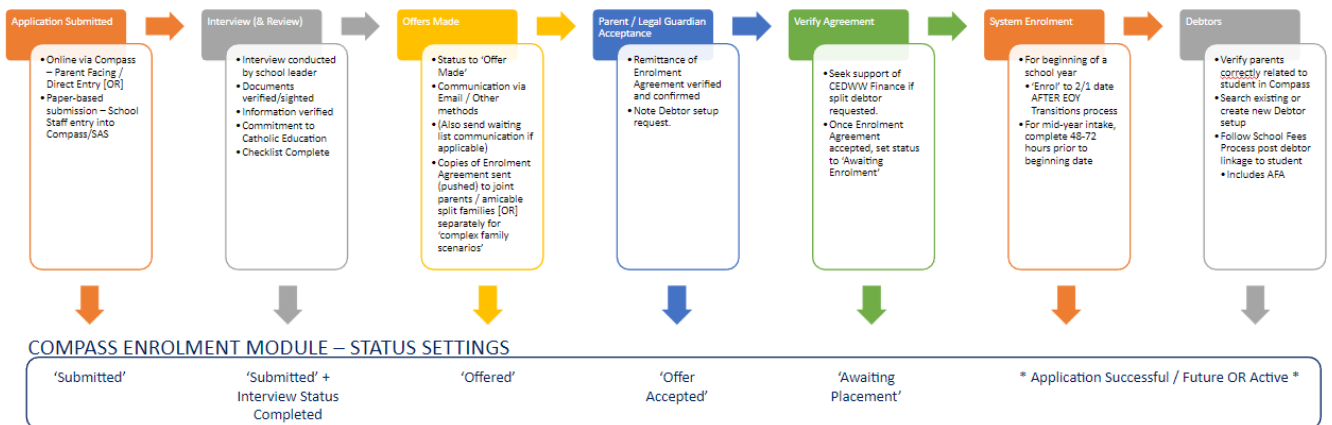 Application Submitted
• Online via Compass
– Parent Facing /
Direct Entry [OR]
• Paper-based
submission – School
Staff entry into
Compass/SAS
Interview (& Review)
• Interview conducted
by school leader
• Documents
verified/sighted
• Information verified
• Commitment to
Catholic Education
• Checklist Complete
Offers Made
• Status to ‘Offer
Made’
• Communication via
Email / Other
methods
• (Also send waiting
list communication if
applicable)
• Copies of Enrolment
Agreement sent
(pushed) to joint
parents / amicable
split families [OR]
separately for
‘complex family
scenarios’
Parent / Legal Guardian
Acceptance
• Remittance of
Enrolment
Agreement verified
and confirmed
• Note Debtor setup
request.
Verify Agreement
• Seek support of
CEDWW Finance if
split debtor
requested.
• Once Enrolment
Agreement
accepted, set status
to ‘Awaiting
Enrolment’
System Enrolment
• For beginning of a
school year
• ‘Enrol’ to 2/1 date
AFTER EOY
Transitions process
• For mid-year intake,
complete 48-72
hours prior to
beginning date
Debtors
• Verify parents
correctly related to
student in Compass
• Search existing or
create new Debtor
setup
• Follow School Fees
Process post debtor
linkage to student
• Includes AFA
COMPASS ENROLMENT MODULE – STATUS SETTINGS
‘Submitted’
‘Submitted’ +
Interview Status
Completed
‘Offered’
‘Offer
Accepted’
‘Awaiting
Placement’
* Application Successful / Future OR Active *